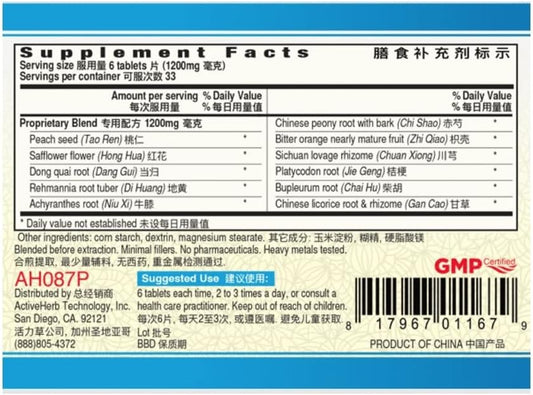 Supplement Facts 膳食补充剂标示
Serving size 服用量 6 tablets 片 (1200mg 毫克)
Servings per container 可服次数 33
Amount per serving % Daily Value % Daily Value
每次服用量 % 每日用量值 % 每日用量值
Proprietary Blend 专用配方 1200mg 毫克
Peach seed (Tao Ren) 桃仁 *
Safflower flower (Hong Hua) 红花 *
Dong quai root (Dang Gui) 当归 *
Rehmannia root tuber (Di Huang) 地黄 *
Achyranthes root (Niu Xi) 牛膝 *
Chinese peony root with bark (Chi Shao) 赤芍 *
Bitter orange nearly mature fruit (Zhi Qiao) 枳壳 *
Sichuan lovage rhizome (Chuan Xiong) 川芎 *
Platycodon root (Jie Geng) 桔梗 *
Bupleurum root (Chai Hu) 柴胡 *
Chinese licorice root & rhizome (Gan Cao) 甘草 *
* Daily value not established 未设每日用量值
Other ingredients: corn starch, dextrin, magnesium stearate. 其它成分: 玉米淀粉, 糊精, 硬脂酸镁
Blended before extraction. Minimal fillers. No pharmaceuticals. Heavy metals tested.
合煎提取, 最少量辅料, 无西药, 重金属检测通过.
AH087P
Distributed by 总经销商
ActiveHerb Technology, Inc.
San Diego, CA. 92121
活力草公司, 加州圣地亚哥
(888)805-4372
Suggested Use 建议使用:
6 tablets each time, 2 to 3 times a day, or consult a
health care practitioner. Keep out of reach of children.
每次6片, 每天2至3次, 或遵医嘱. 避免儿童获取.
Lot 批号
BBD 保质期
GMP Certified
8 17967 01167 9
PRODUCT OF CHINA 中国产品